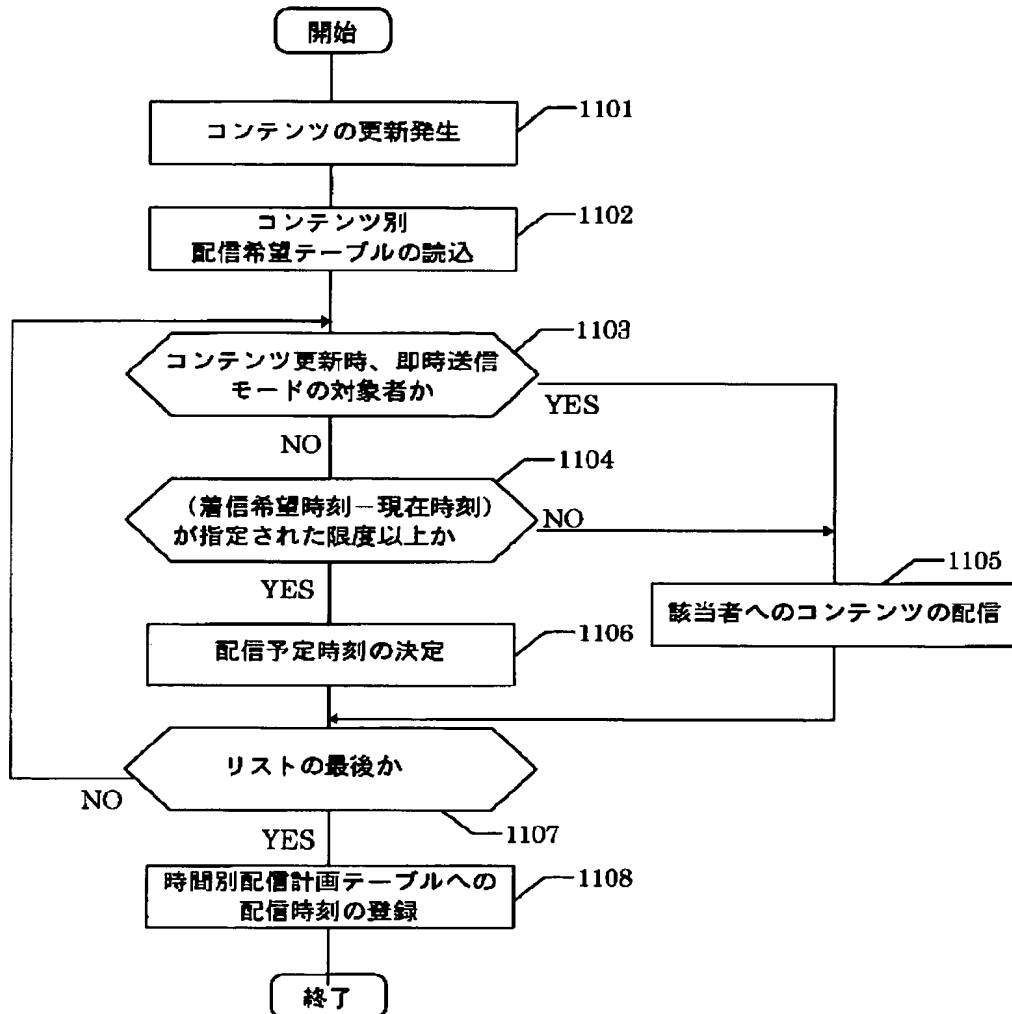 開始
コンテンツの更新発生
1101
コンテンツ別
配信希望テーブルの読込
1102
コンテンツ更新時、即時送信
モードの対象者か
1103
YES
NO
(着信希望時刻－現在時刻)
が指定された限度以上か
1104
NO
YES
該当者へのコンテンツの配信
1105
配信予定時刻の決定
1106
リストの最後か
NO
1107
YES
時間別配信計画テーブルへの
配信時刻の登録
1108
終了